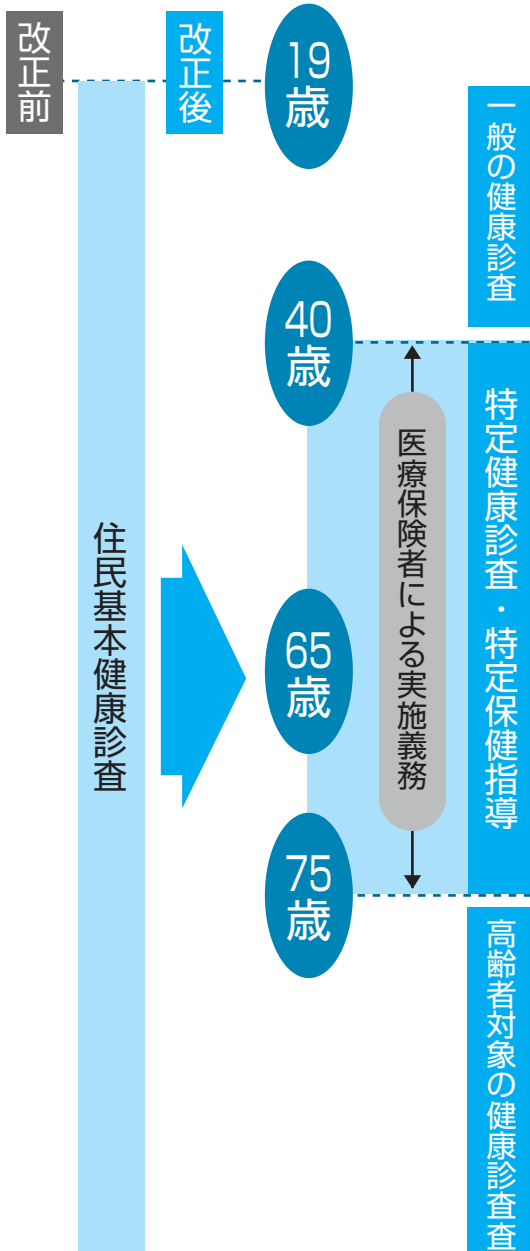 改正前
改正後
19歳
一般の健康診査
40歳
医療保険者による実施義務
特定健康診査・特定保健指導
住民基本健康診査
65歳
75歳
高齢者対象の健康診査査